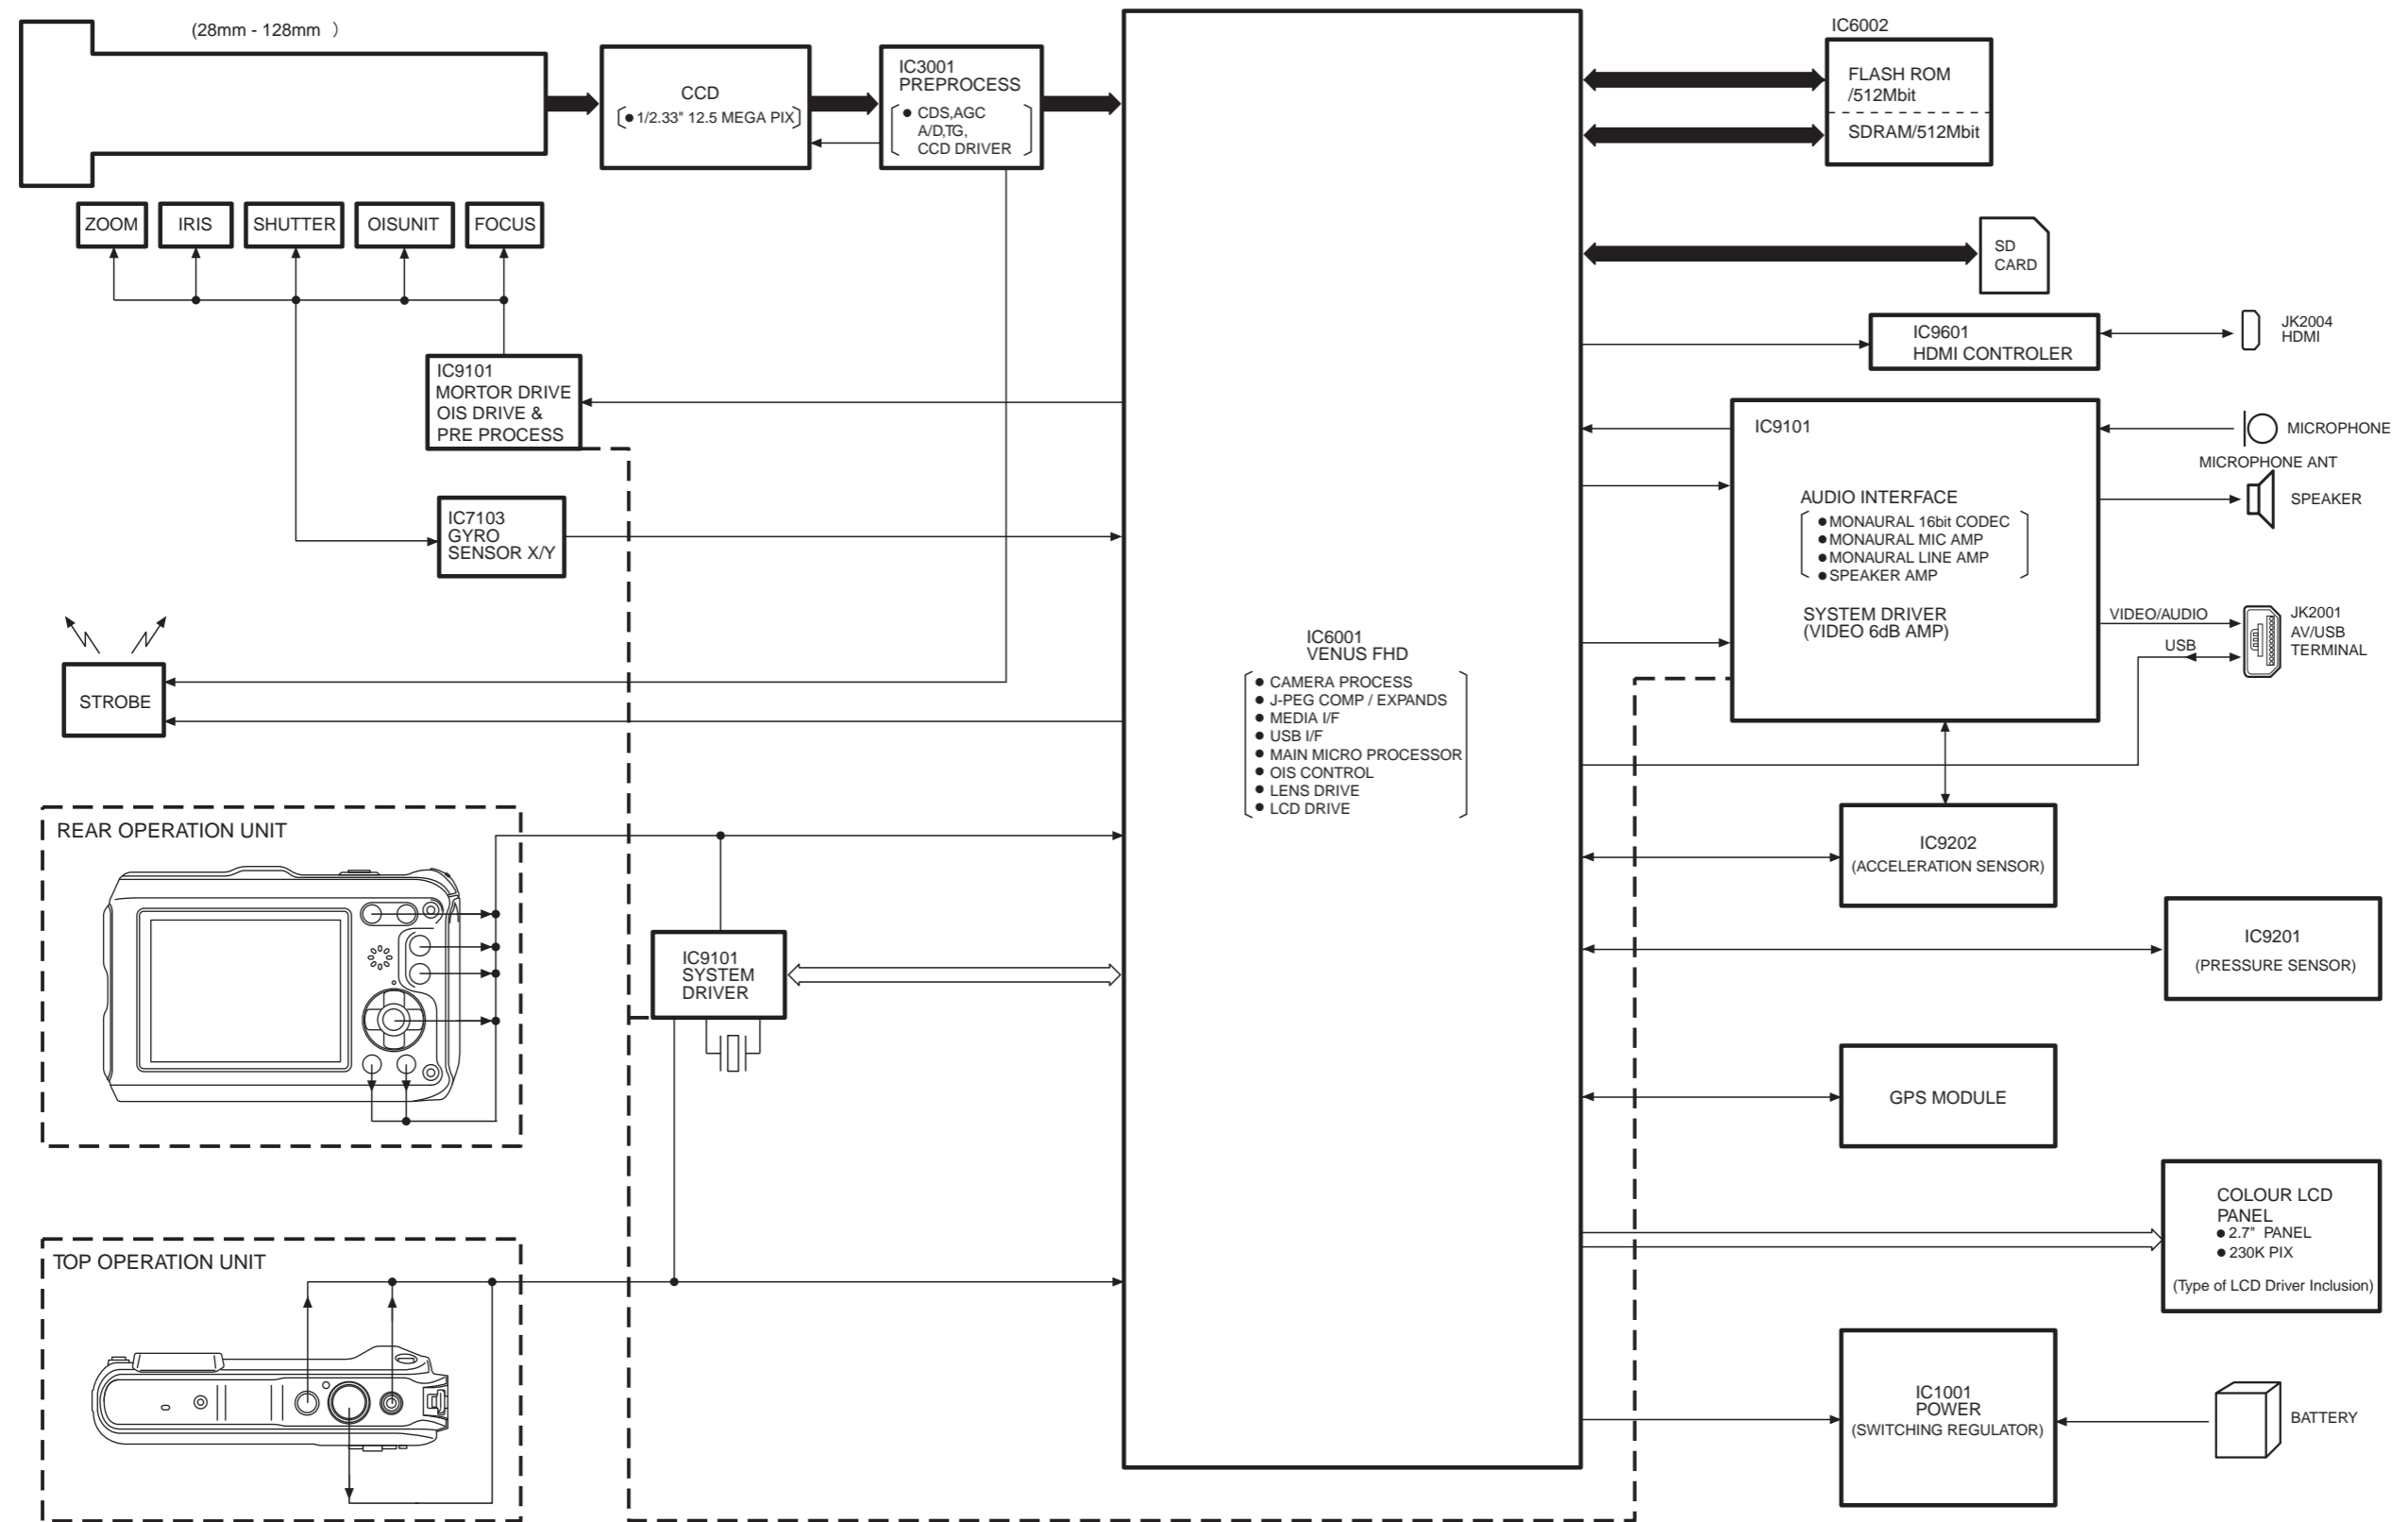 (28mm - 128mm )
CCD
● 1/2.33" 12.5 MEGA PIX
IC3001
PREPROCESS
● CDS,AGC
A/D,TG,
CCD DRIVER
IC6002
FLASH ROM
/512Mbit
SDRAM/512Mbit
ZOOM
IRIS
SHUTTER
OISUNIT
FOCUS
SD
CARD
IC9601
HDMI CONTROLER
JK2004
HDMI
IC9101
MORTOR DRIVE
OIS DRIVE &
PRE PROCESS
IC9101
AUDIO INTERFACE
● MONAURAL 16bit CODEC
● MONAURAL MIC AMP
● MONAURAL LINE AMP
● SPEAKER AMP
SYSTEM DRIVER
(VIDEO 6dB AMP)
MICROPHONE
MICROPHONE ANT
SPEAKER
VIDEO/AUDIO
USB
JK2001
AV/USB
TERMINAL
IC7103
GYRO
SENSOR X/Y
STROBE
IC6001
VENUS FHD
● CAMERA PROCESS
● J-PEG COMP / EXPANDS
● MEDIA I/F
● USB I/F
● MAIN MICRO PROCESSOR
● OIS CONTROL
● LENS DRIVE
● LCD DRIVE
REAR OPERATION UNIT
IC9202
(ACCELERATION SENSOR)
IC9201
(PRESSURE SENSOR)
IC9101
SYSTEM
DRIVER
GPS MODULE
COLOUR LCD
PANEL
● 2.7" PANEL
● 230K PIX
(Type of LCD Driver Inclusion)
TOP OPERATION UNIT
IC1001
POWER
(SWITCHING REGULATOR)
BATTERY